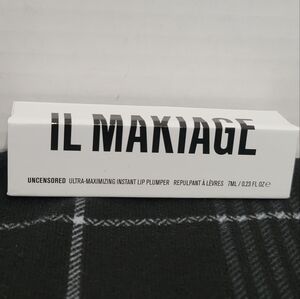 IL MAKIAGE
UNCENSORED ULTRA-MAXIMIZING INSTANT LIP PLUMPER REPULPANT À LÈVRES 7ML / 0.23 FL OZ ℮